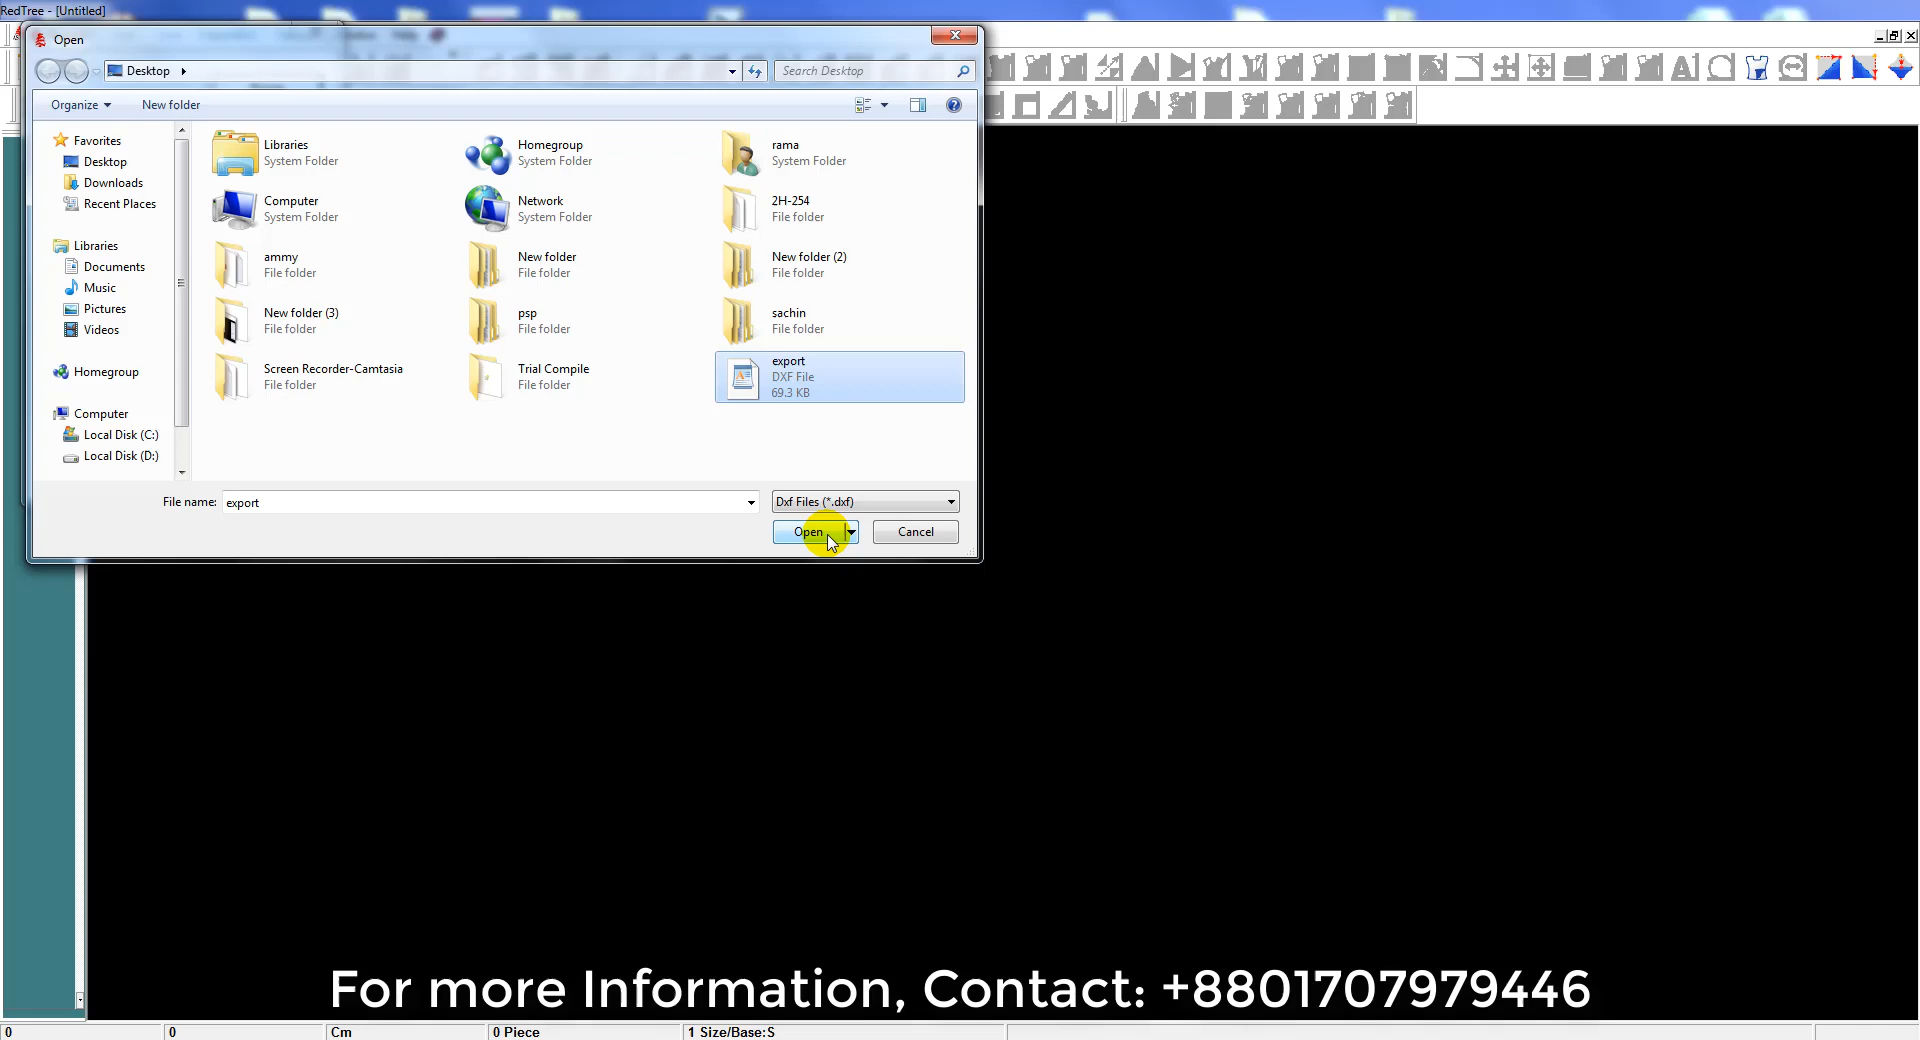 RedTree - [Untitled]
Open
Desktop
Search Desktop
Organize
New folder
Favorites
Desktop
Downloads
Recent Places
Libraries
Documents
Music
Pictures
Videos
Homegroup
Computer
Local Disk (C:)
Local Disk (D:)
Libraries
System Folder
Homegroup
System Folder
rama
System Folder
Computer
System Folder
Network
System Folder
2H-254
File folder
ammy
File folder
New folder
File folder
New folder (2)
File folder
New folder (3)
File folder
psp
File folder
sachin
File folder
Screen Recorder-Camtasia
File folder
Trial Compile
File folder
export
DXF File
69.3 KB
File name: export
Dxf Files (*.dxf)
Open
Cancel
For more Information, Contact: +8801707979446
0 0 Cm 0 Piece 1 Size/Base:S